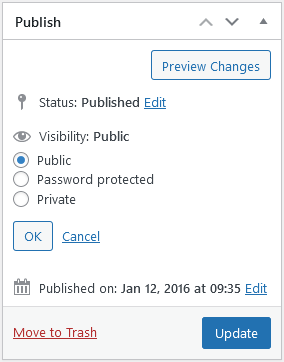 Publish
Preview Changes
Status: Published Edit
Visibility: Public
Public
Password protected
Private
OK Cancel
Published on: Jan 12, 2016 at 09:35 Edit
Move to Trash Update